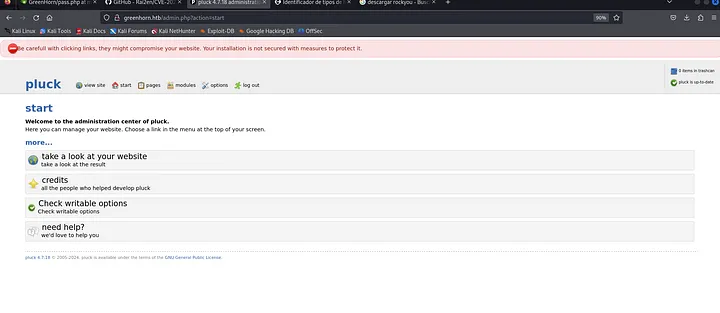 GreenHorn/pass.php at
GitHub - Rai2en/CVE-20
pluck 4.7.18 administra
Identificador de tipos de
descargar rockyou - Bus
greenhorn.htb/admin.php?action=start
90%
Kali Linux Kali Tools Kali Docs Kali Forums Kali NetHunter Exploit-DB Google Hacking DB OffSec
Be careful with clicking links, they might compromise your website. Your installation is not secured with measures to protect it.
pluck view site start pages modules options log out
0 items in trashcan
pluck is up-to-date
start
Welcome to the administration center of pluck.
Here you can manage your website. Choose a link in the menu at the top of your screen.
more...
take a look at your website
take a look at the result
credits
all the people who helped develop pluck
Check writable options
Check writable options
need help?
we'd love to help you
pluck 4.7.18 © 2005-2024. pluck is available under the terms of the GNU General Public License.